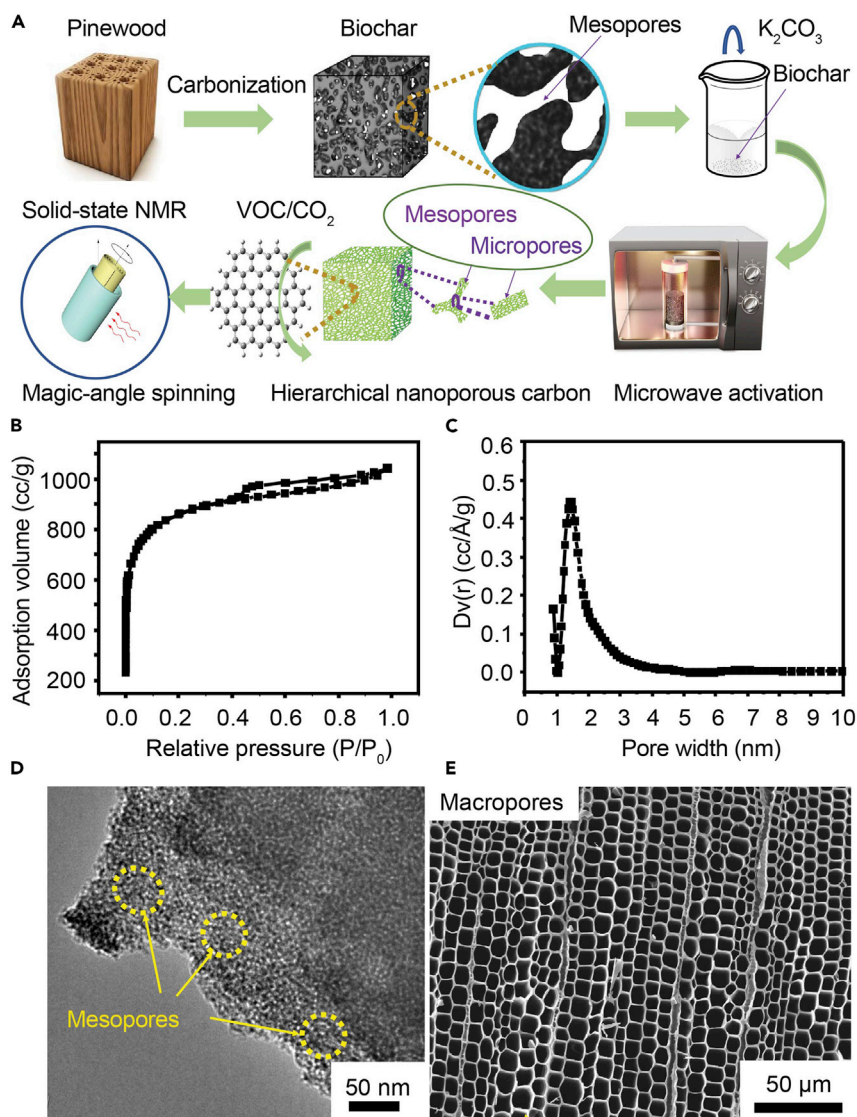 A
Pinewood
Biochar
Mesopores
K₂CO₃
Carbonization
Biochar
Solid-state NMR
VOC/CO₂
Mesopores
Micropores
Magic-angle spinning
Hierarchical nanoporous carbon
Microwave activation
B
1000
800
600
400
200
Adsorption volume (cc/g)
0.0 0.2 0.4 0.6 0.8 1.0
Relative pressure (P/P₀)
C
0.6
0.5
0.4
0.3
0.2
0.1
0.0
Dv(r) (cc/Å/g)
0 1 2 3 4 5 6 7 8 9 10
Pore width (nm)
D
Mesopores
50 nm
E
Macropores
50 µm